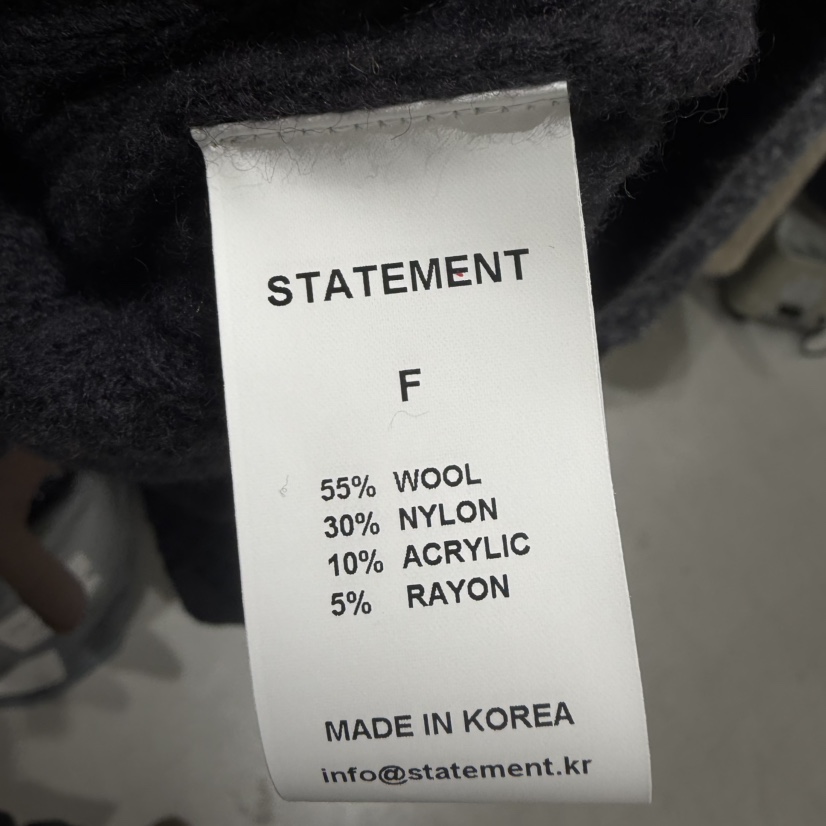 STATEMENT
F
55% WOOL
30% NYLON
10% ACRYLIC
5% RAYON
MADE IN KOREA
info@statement.kr